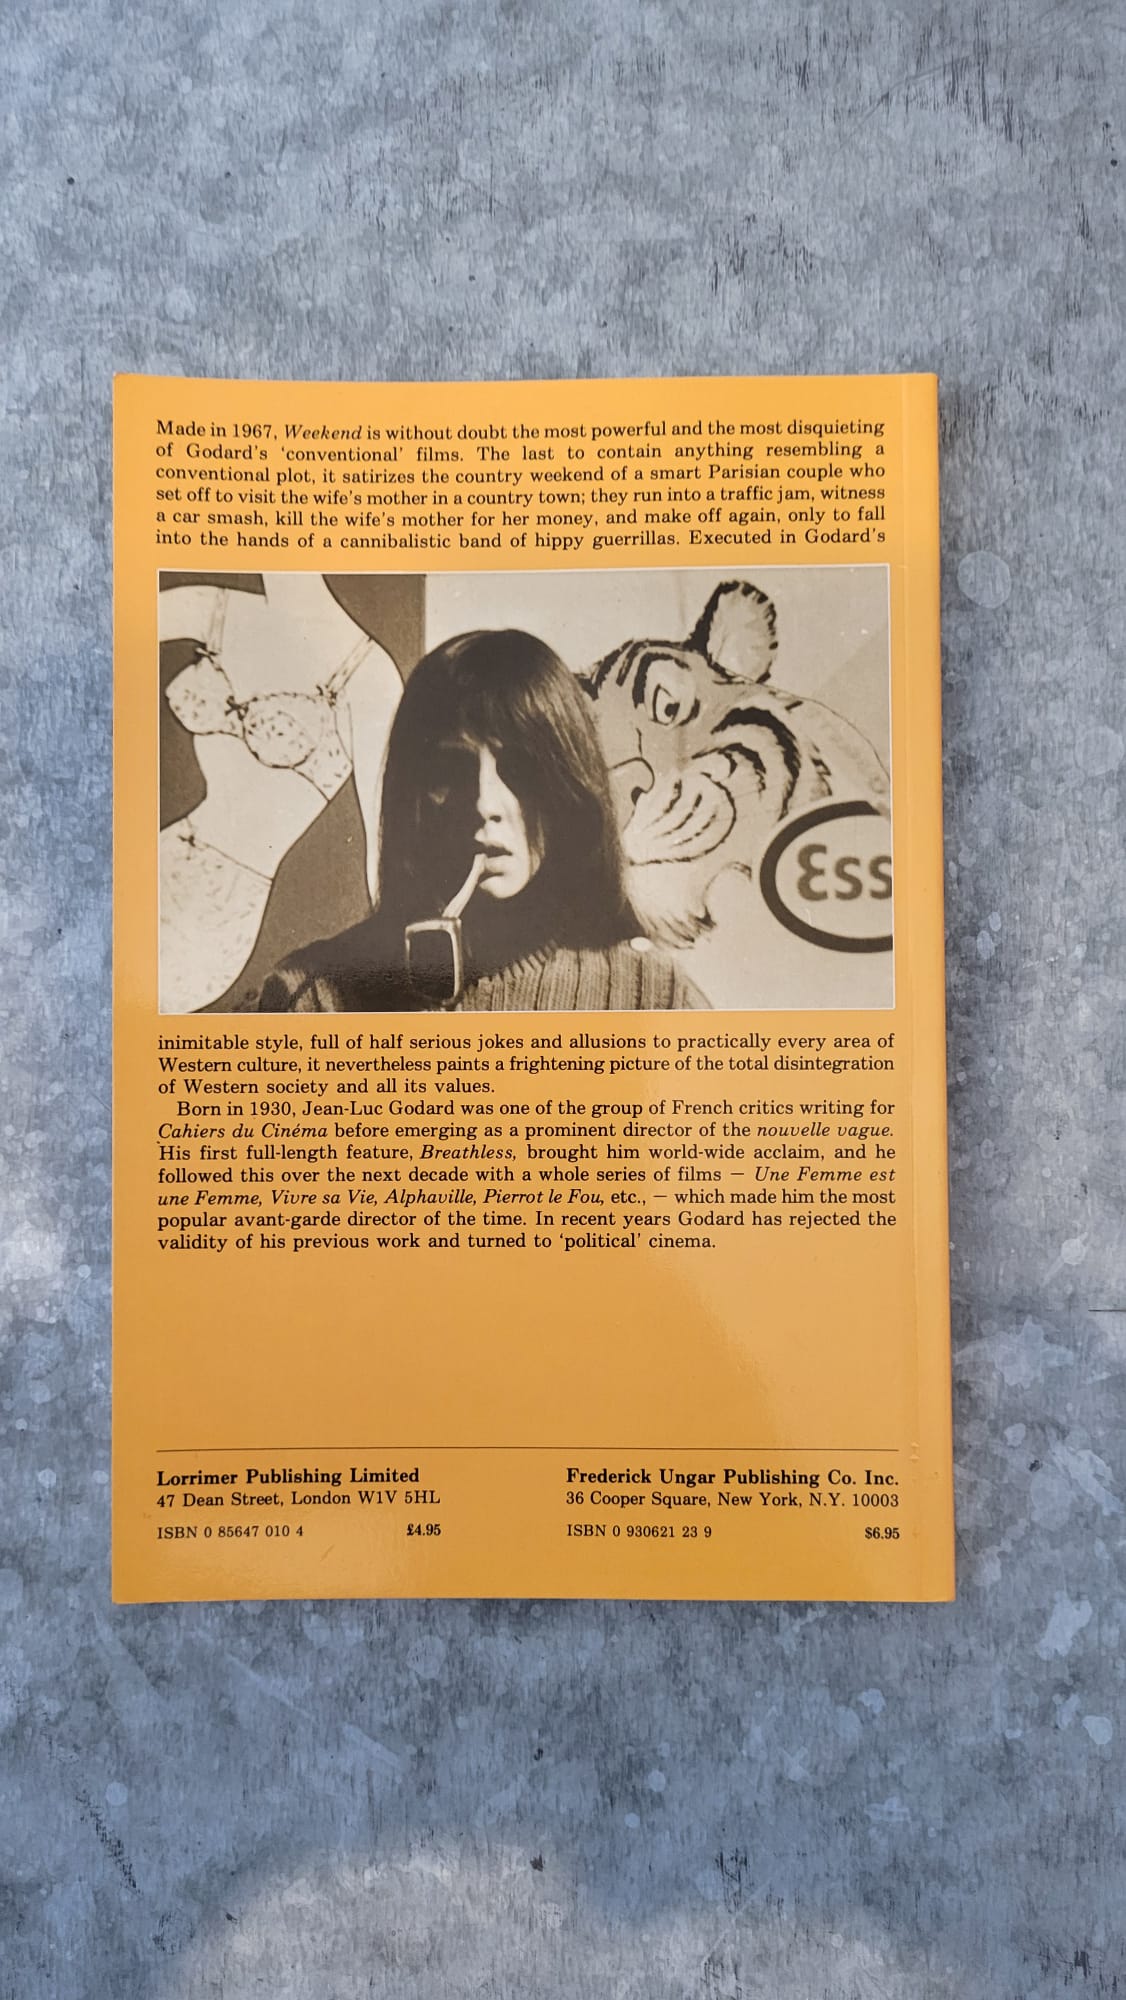 Made in 1967, Weekend is without doubt the most powerful and the most disquieting
of Godard's 'conventional' films. The last to contain anything resembling a
conventional plot, it satirizes the country weekend of a smart Parisian couple who
set off to visit the wife's mother in a country town; they run into a traffic jam, witness
a car smash, kill the wife's mother for her money, and make off again, only to fall
into the hands of a cannibalistic band of hippy guerrillas. Executed in Godard's
Ess
inimitable style, full of half serious jokes and allusions to practically every area of
Western culture, it nevertheless paints a frightening picture of the total disintegration
of Western society and all its values.
Born in 1930, Jean-Luc Godard was one of the group of French critics writing for
Cahiers du Cinéma before emerging as a prominent director of the nouvelle vague.
His first full-length feature, Breathless, brought him world-wide acclaim, and he
followed this over the next decade with a whole series of films — Une Femme est
une Femme, Vivre sa Vie, Alphaville, Pierrot le Fou, etc., — which made him the most
popular avant-garde director of the time. In recent years Godard has rejected the
validity of his previous work and turned to 'political' cinema.
Lorrimer Publishing Limited
47 Dean Street, London W1V 5HL
ISBN 0 85647 010 4 £4.95
Frederick Ungar Publishing Co. Inc.
36 Cooper Square, New York, N.Y. 10003
ISBN 0 930621 23 9 $6.95